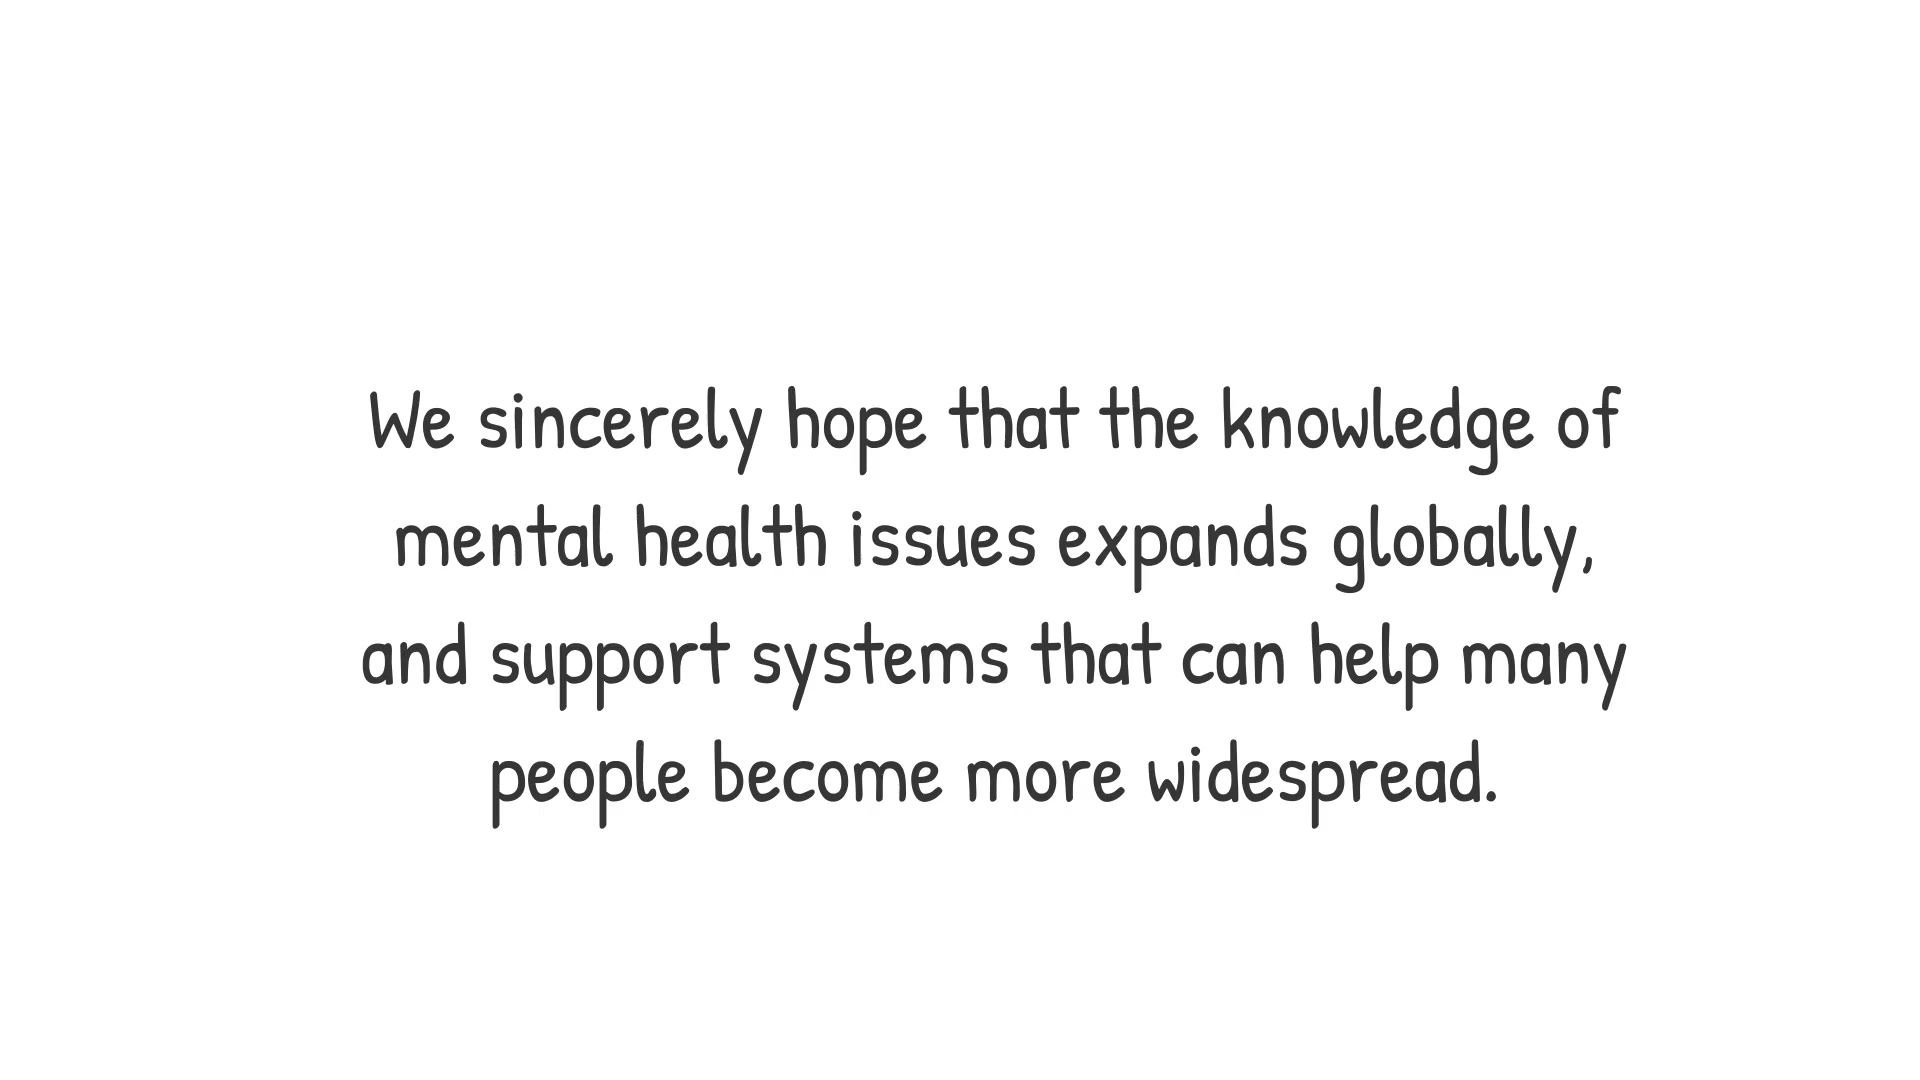 We sincerely hope that the knowledge of
mental health issues expands globally,
and support systems that can help many
people become more widespread.